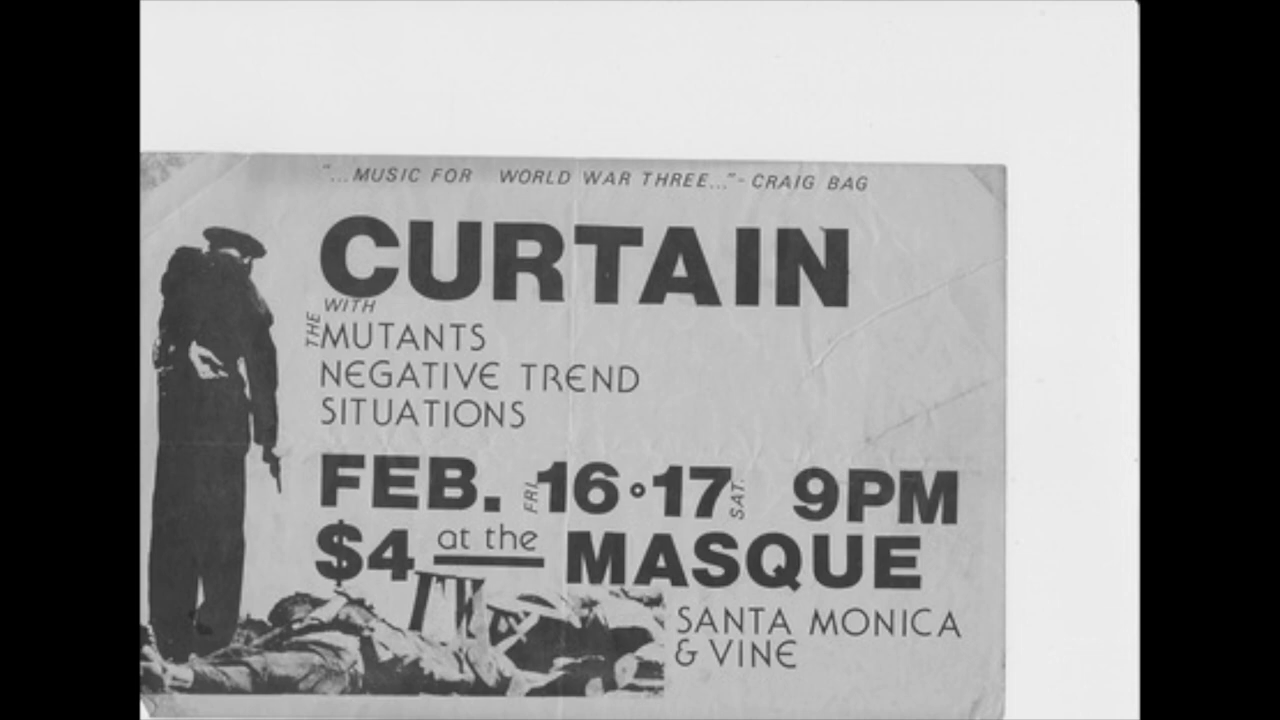 "...MUSIC FOR WORLD WAR THREE..."- CRAIG BAG
CURTAIN
WITH
THE MUTANTS
NEGATIVE TREND
SITUATIONS
FEB. FRI. 16 • 17 SAT. 9PM
$4 at the MASQUE
SANTA MONICA
& VINE